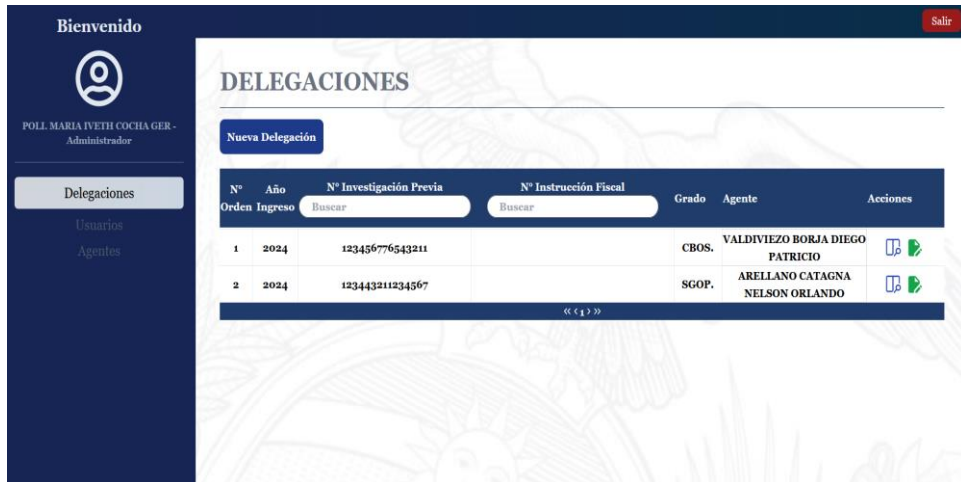 Bienvenido
Salir
POLI. MARIA IVETH COCHA GER -
Administrador
Delegaciones
Usuarios
Agentes
DELEGACIONES
Nueva Delegación
N° Orden Año Ingreso N° Investigación Previa N° Instrucción Fiscal Grado Agente Acciones
Buscar Buscar
1 2024 123456776543211 CBOS. VALDIVIEZO BORJA DIEGO PATRICIO
2 2024 123443211234567 SGOP. ARELLANO CATAGNA NELSON ORLANDO
« ‹ 1 › »